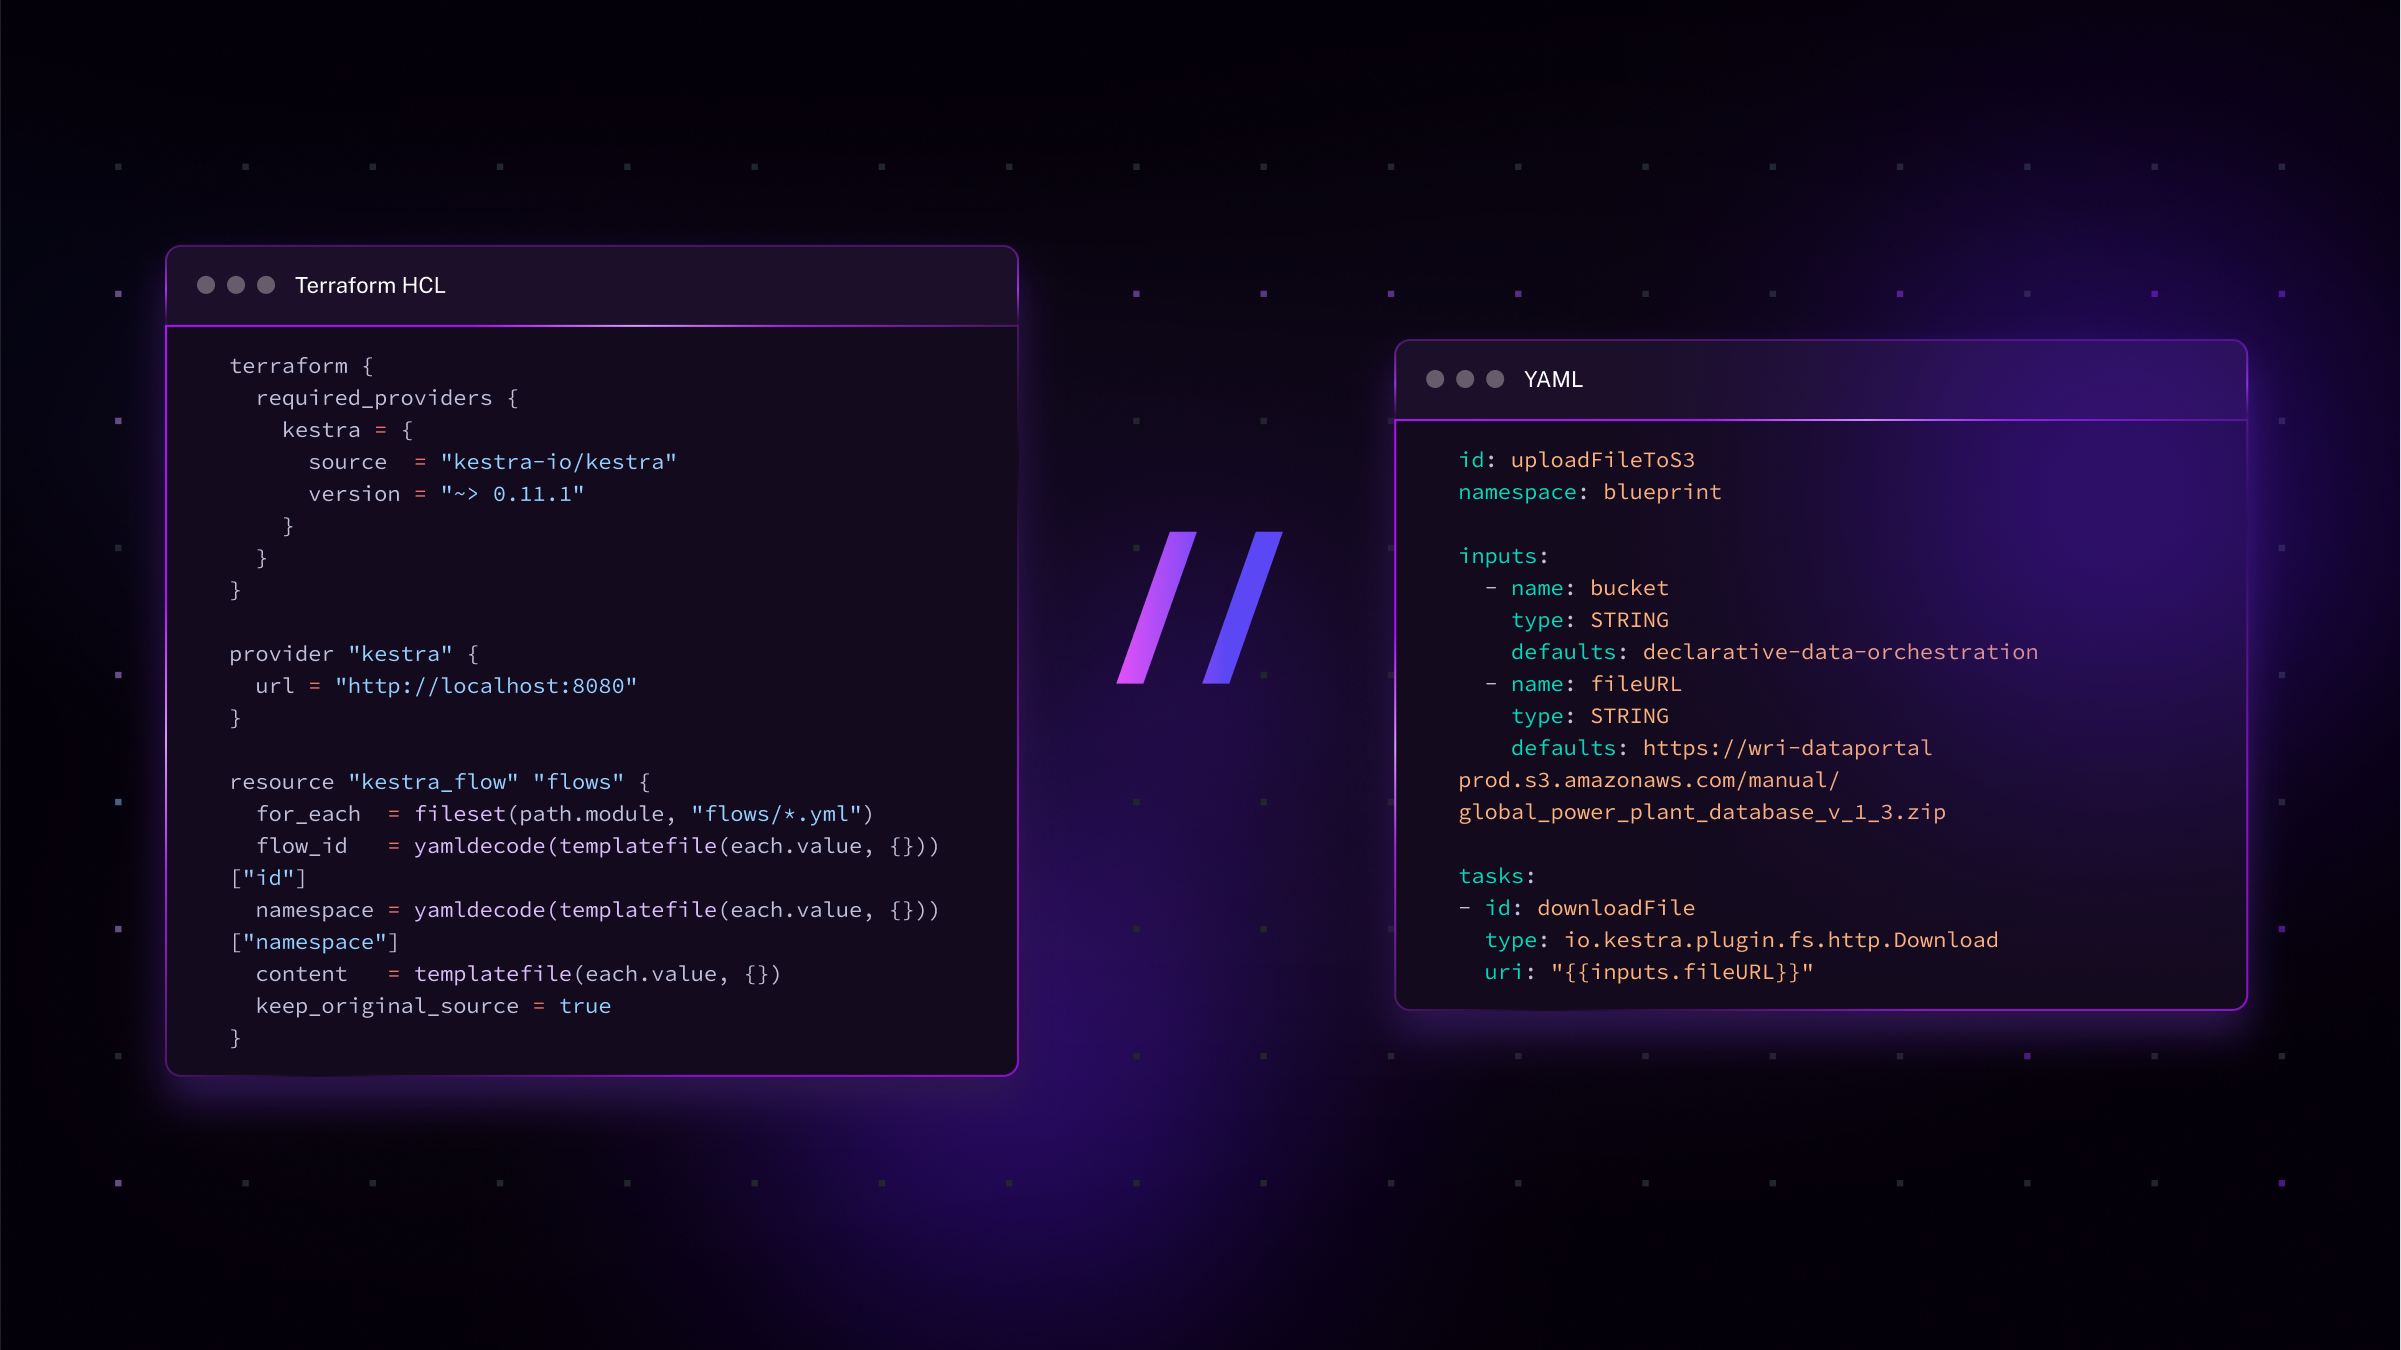 Terraform HCL
terraform {
  required_providers {
    kestra = {
      source  = "kestra-io/kestra"
      version = "~> 0.11.1"
    }
  }
}

provider "kestra" {
  url = "http://localhost:8080"
}

resource "kestra_flow" "flows" {
  for_each  = fileset(path.module, "flows/*.yml")
  flow_id   = yamldecode(templatefile(each.value, {}))
["id"]
  namespace = yamldecode(templatefile(each.value, {}))
["namespace"]
  content   = templatefile(each.value, {})
  keep_original_source = true
}
//
YAML
id: uploadFileToS3
namespace: blueprint

inputs:
  - name: bucket
    type: STRING
    defaults: declarative-data-orchestration
  - name: fileURL
    type: STRING
    defaults: https://wri-dataportal
prod.s3.amazonaws.com/manual/
global_power_plant_database_v_1_3.zip

tasks:
- id: downloadFile
  type: io.kestra.plugin.fs.http.Download
  uri: "{{inputs.fileURL}}"